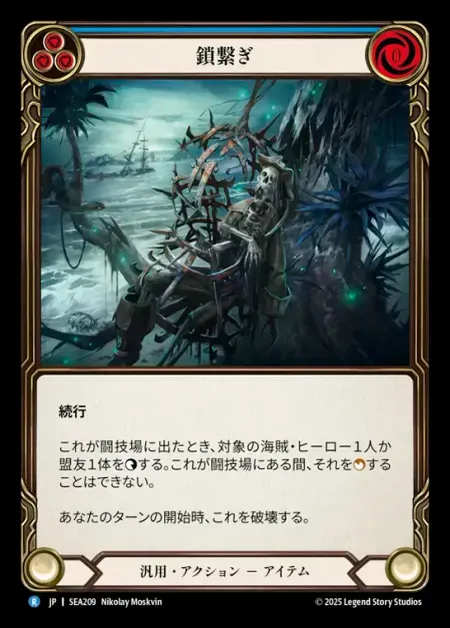 0
鎖繋ぎ
続行
これが闘技場に出たとき、対象の海賊・ヒーロー1人か
盟友1体をする。これが闘技場にある間、それをする
ことはできない。
あなたのターンの開始時、これを破壊する。
汎用・アクション － アイテム
R JP SEA209 Nikolay Moskvin
© 2025 Legend Story Studios